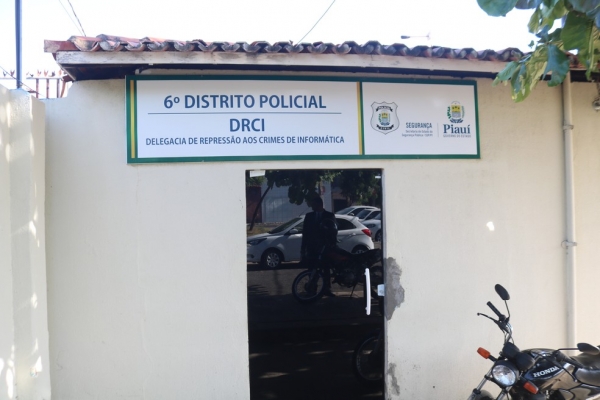 6º DISTRITO POLICIAL
DRCI
DELEGACIA DE REPRESSÃO AOS CRIMES DE INFORMÁTICA
SEGURANÇA
Piauí
HONDA